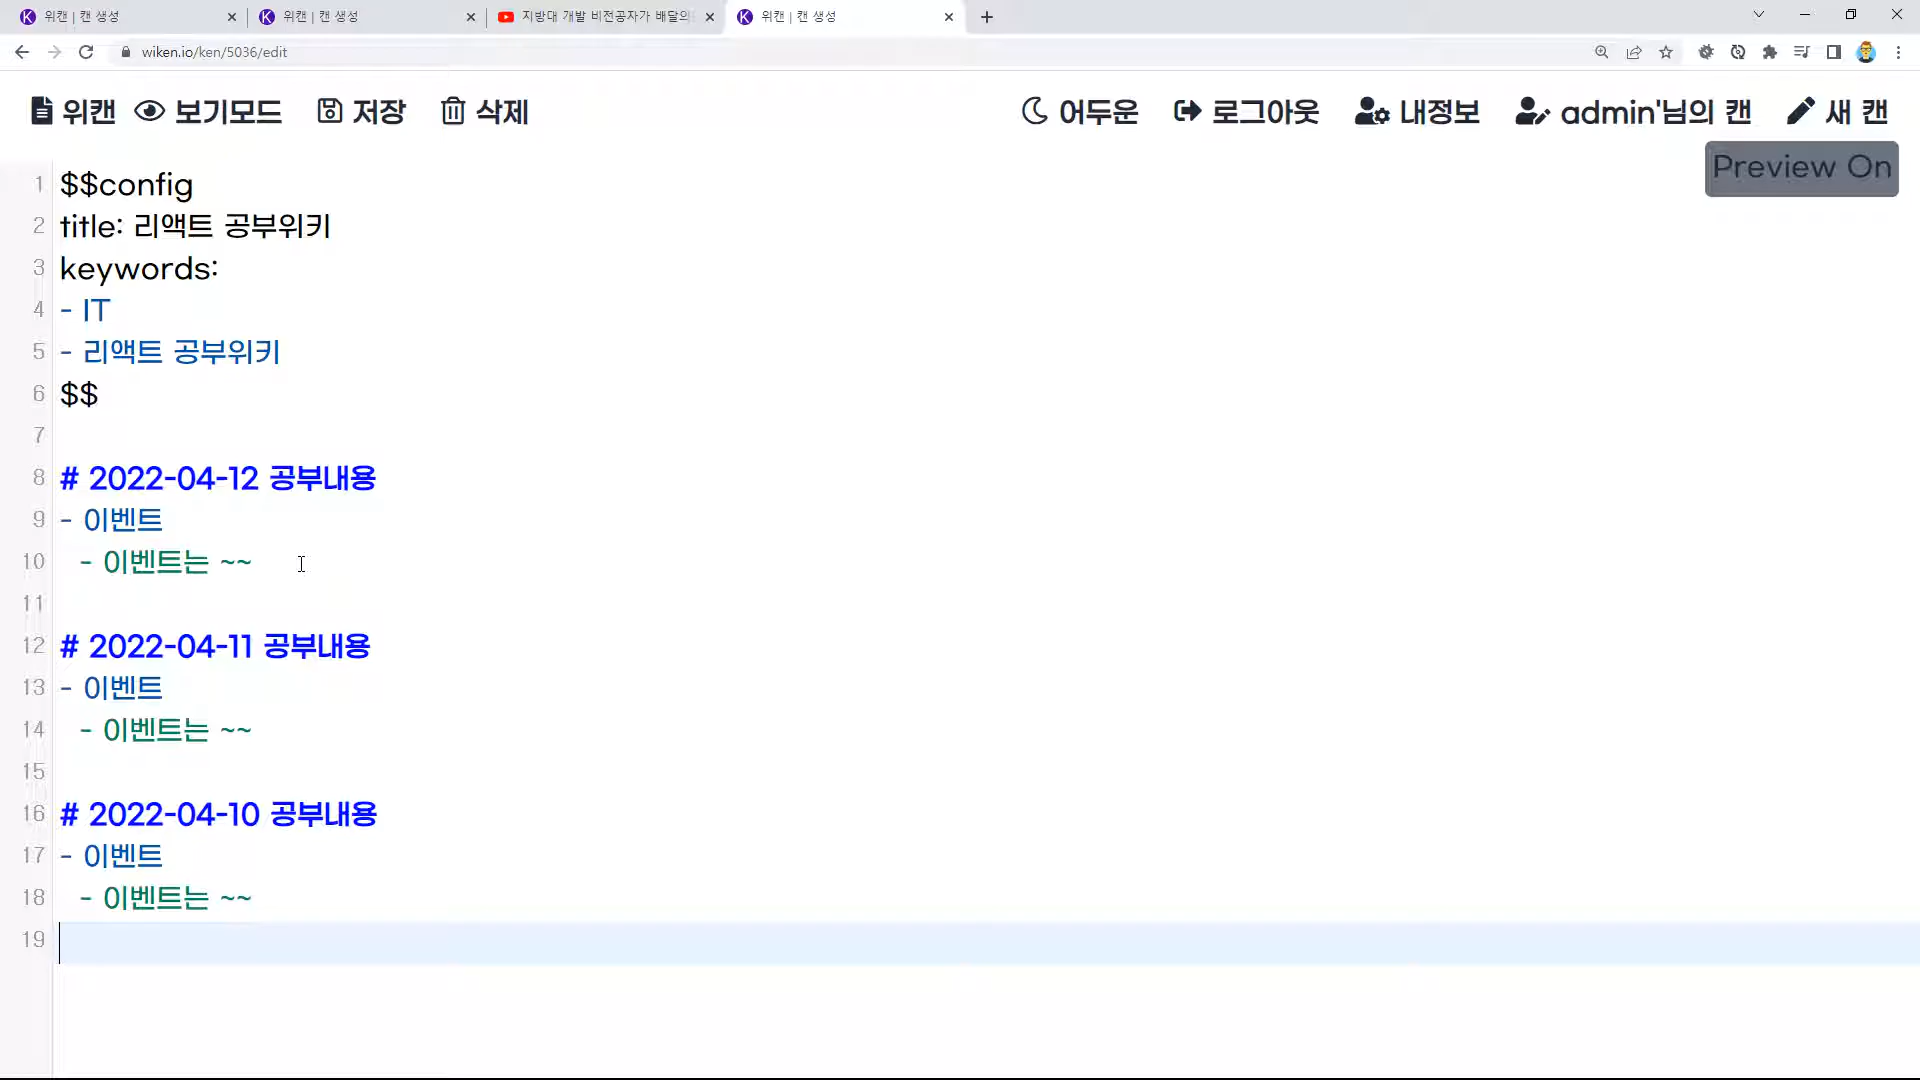 위캔 | 캔 생성
위캔 | 캔 생성
지방대 개발 비전공자가 배달의
위캔 | 캔 생성
wiken.io/ken/5036/edit
위캔 보기모드 저장 삭제 어두운 로그아웃 내정보 admin'님의 캔 새 캔
Preview On
1 $$config
2 title: 리액트 공부위키
3 keywords:
4 - IT
5 - 리액트 공부위키
6 $$
7
8 # 2022-04-12 공부내용
9 - 이벤트
10 - 이벤트는 ~~
11
12 # 2022-04-11 공부내용
13 - 이벤트
14 - 이벤트는 ~~
15
16 # 2022-04-10 공부내용
17 - 이벤트
18 - 이벤트는 ~~
19